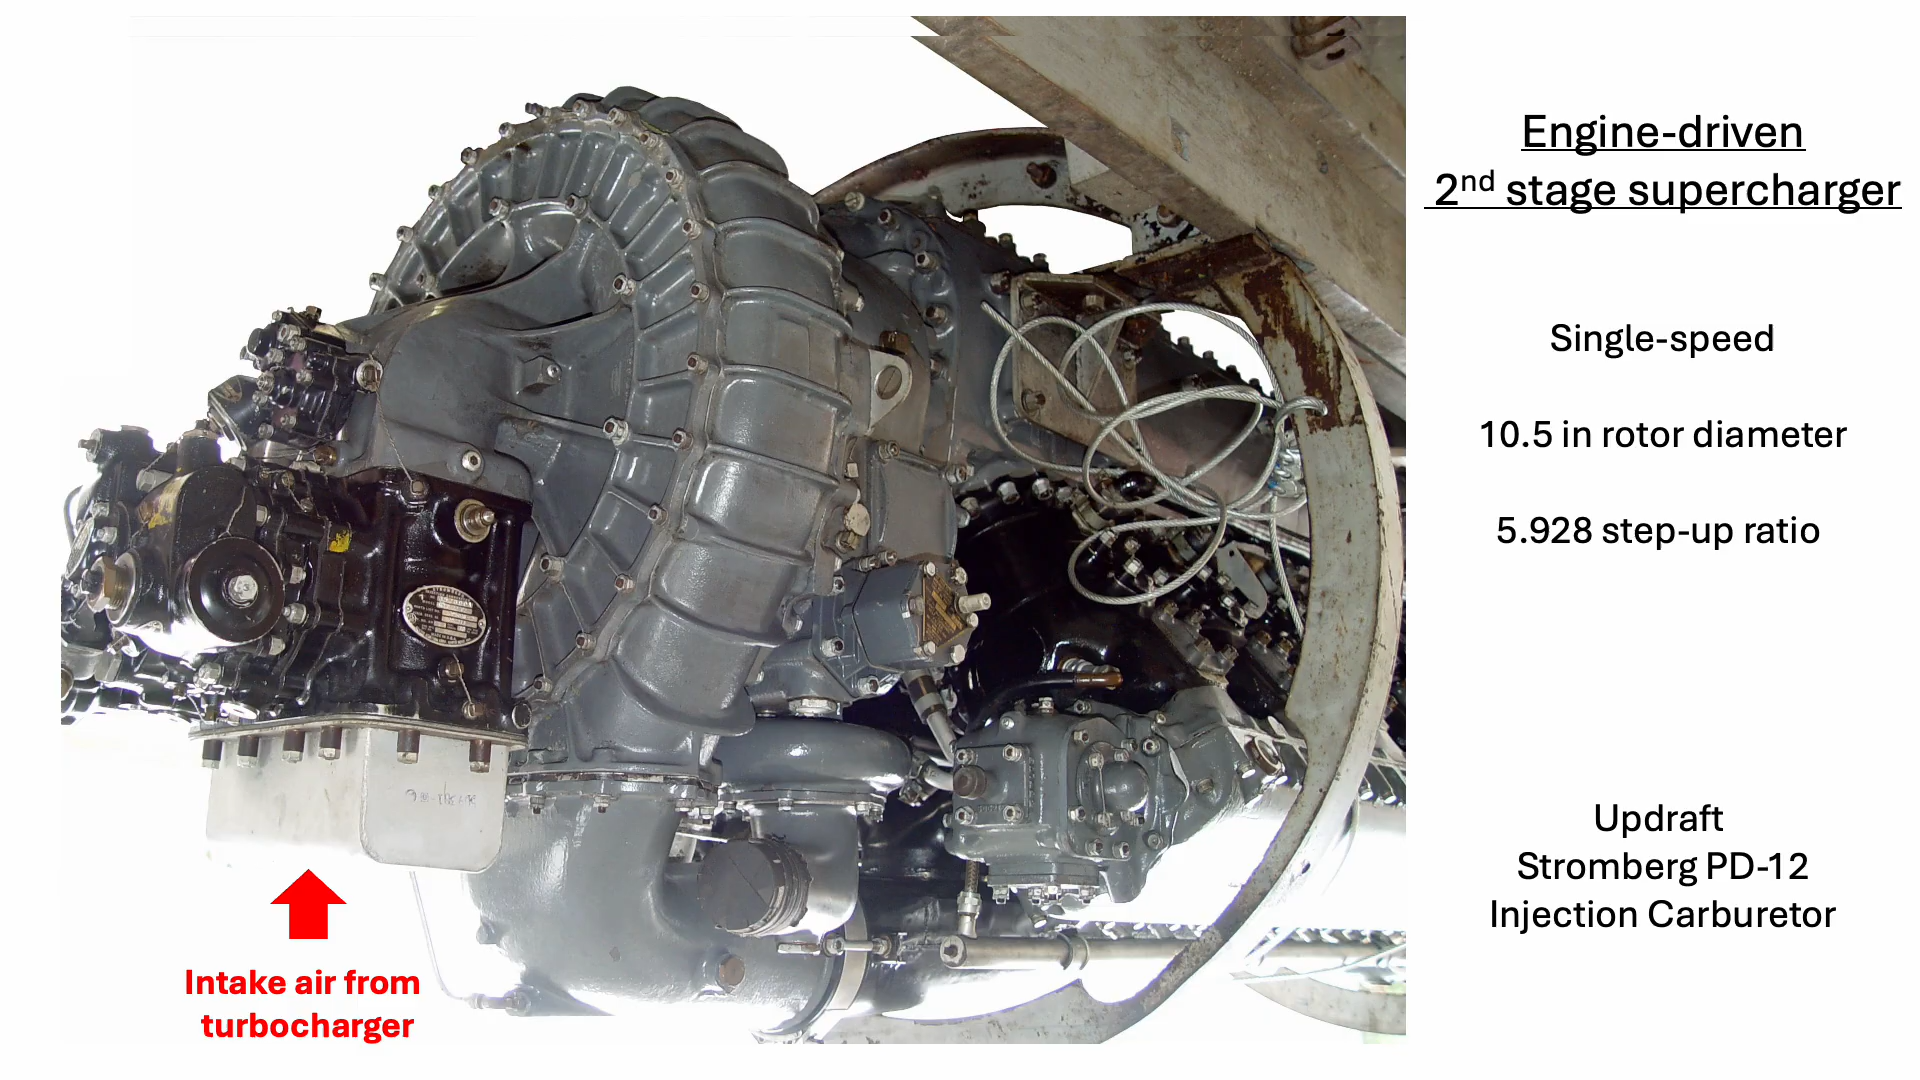 Engine-driven
2nd stage supercharger
Single-speed
10.5 in rotor diameter
5.928 step-up ratio
Updraft
Stromberg PD-12
Injection Carburetor
Intake air from
turbocharger